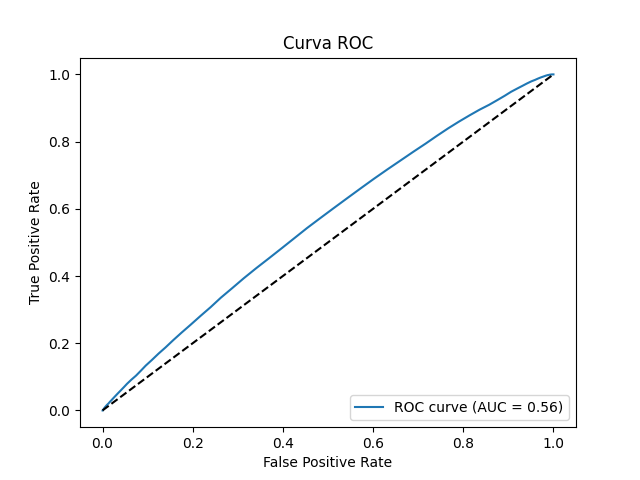 Curva ROC
True Positive Rate
1.0
0.8
0.6
0.4
0.2
0.0
0.0 0.2 0.4 0.6 0.8 1.0
False Positive Rate
ROC curve (AUC = 0.56)